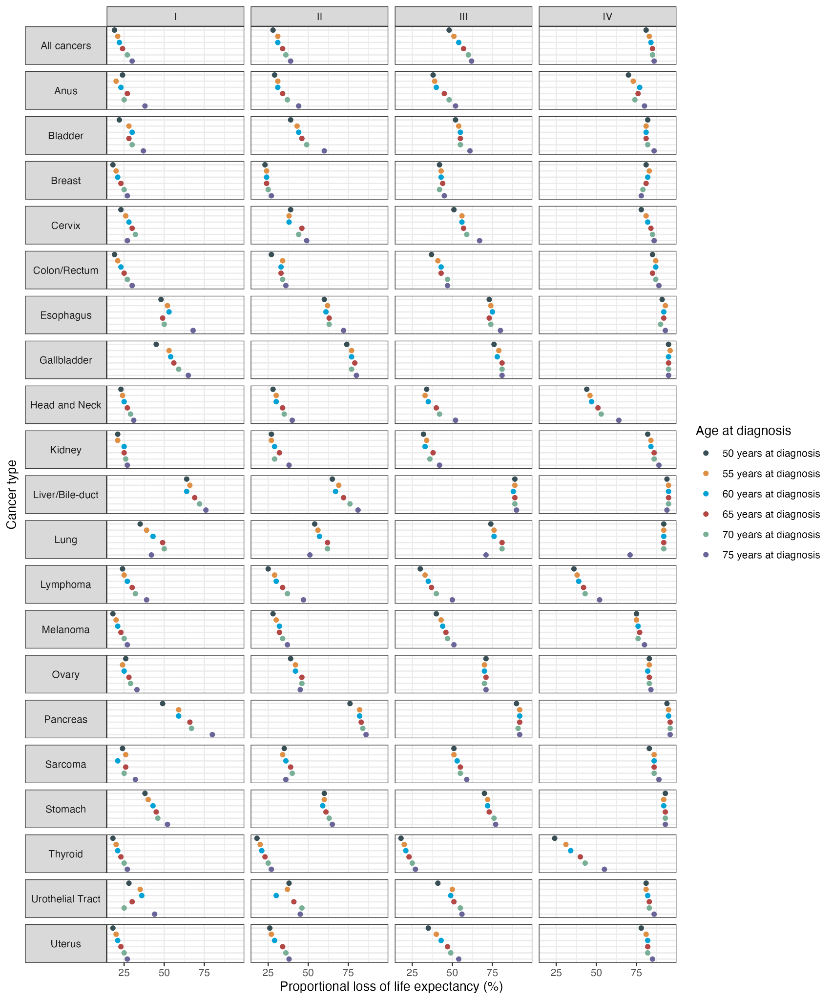 I II III IV
All cancers
Anus
Bladder
Breast
Cervix
Colon/Rectum
Esophagus
Gallbladder
Head and Neck
Kidney
Liver/Bile-duct
Lung
Lymphoma
Melanoma
Ovary
Pancreas
Sarcoma
Stomach
Thyroid
Urothelial Tract
Uterus
Cancer type
25 50 75 25 50 75 25 50 75 25 50 75
Proportional loss of life expectancy (%)
Age at diagnosis
50 years at diagnosis
55 years at diagnosis
60 years at diagnosis
65 years at diagnosis
70 years at diagnosis
75 years at diagnosis